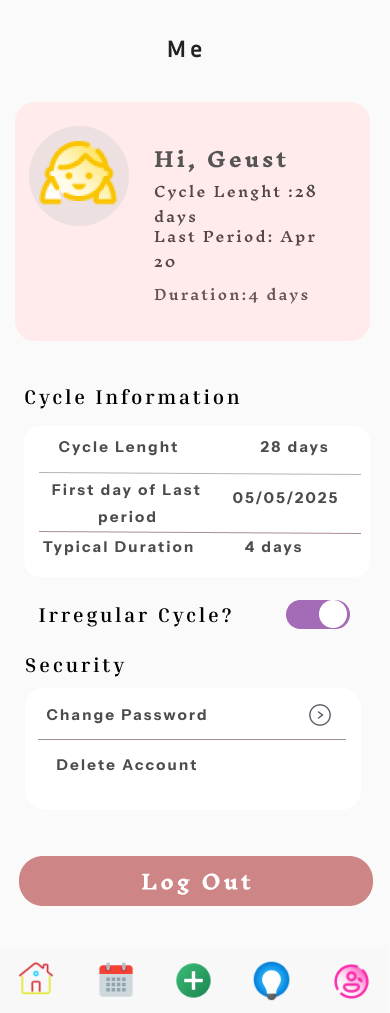 Me
Hi, Geust
Cycle Lenght :28
days
Last Period: Apr
20
Duration:4 days
Cycle Information
Cycle Lenght 28 days
First day of Last
period 05/05/2025
Typical Duration 4 days
Irregular Cycle?
Security
Change Password
Delete Account
Log Out